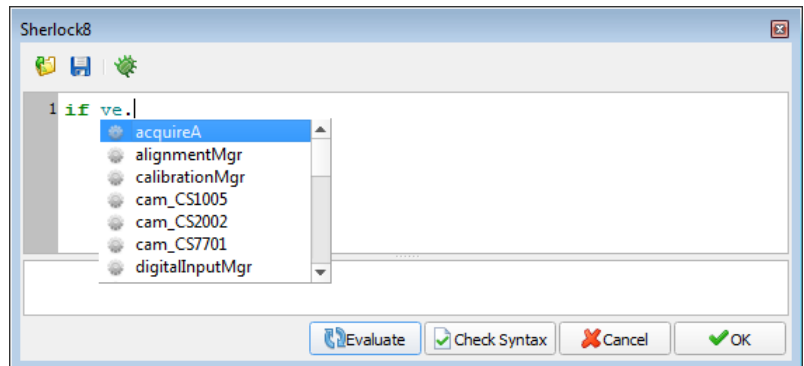 Sherlock8
1 if ve.
acquireA
alignmentMgr
calibrationMgr
cam_CS1005
cam_CS2002
cam_CS7701
digitalInputMgr
Evaluate Check Syntax Cancel OK